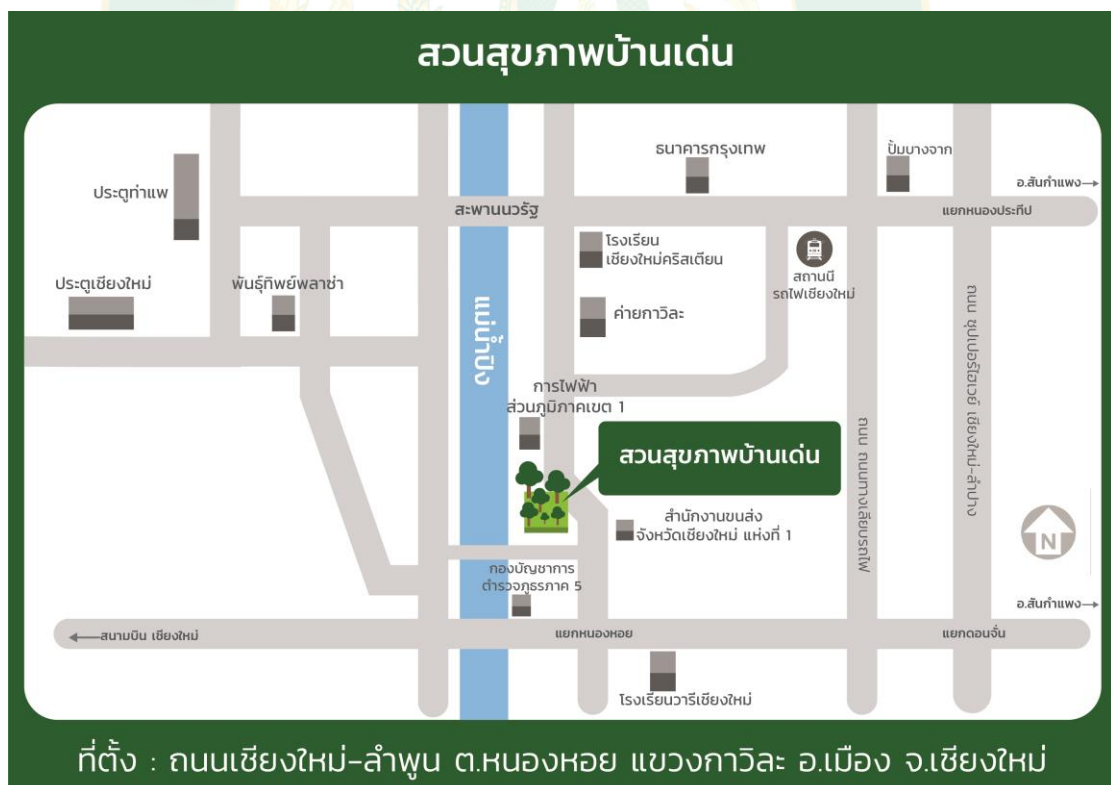 สวนสุขภาพบ้านเด่น
ธนาคารกรุงเทพ
ปั้มบางจาก
อ.สันกำแพง
ประตูท่าแพ
สะพานนวรัฐ
แยกหนองประทีป
โรงเรียน
เชียงใหม่คริสเตียน
สถานนี
รถไฟเชียงใหม่
ประตูเชียงใหม่
พันธุ์ทิพย์พลาซ่า
แม่น้ำปิง
ค่ายกาวิละ
ถนน ซุปเปอร์ไฮเวย์ เชียงใหม่-ลำปาง
การไฟฟ้า
ส่วนภูมิภาคเขต 1
สวนสุขภาพบ้านเด่น
ถนน ถนนทางเลียบรถไฟ
สำนักงานขนส่ง
จังหวัดเชียงใหม่ แห่งที่ 1
N
กองบัญชาการ
ตำรวจภูธรภาค 5
อ.สันกำแพง
สนามบิน เชียงใหม่
แยกหนองหอย
แยกดอนจั่น
โรงเรียนวารีเชียงใหม่
ที่ตั้ง : ถนนเชียงใหม่-ลำพูน ต.หนองหอย แขวงกาวิละ อ.เมือง จ.เชียงใหม่